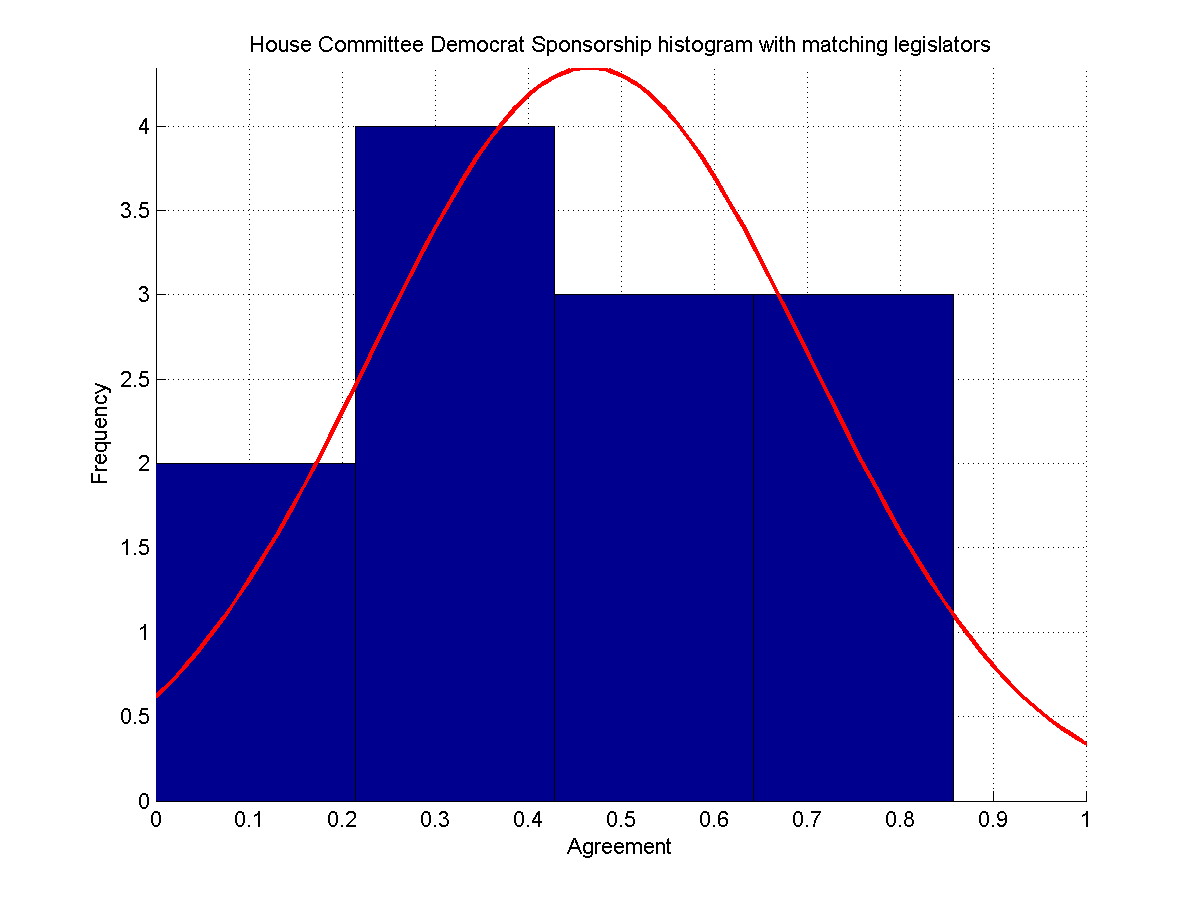 House Committee Democrat Sponsorship histogram with matching legislators
4
3.5
3
2.5
2
1.5
1
0.5
0
Frequency
0 0.1 0.2 0.3 0.4 0.5 0.6 0.7 0.8 0.9 1
Agreement